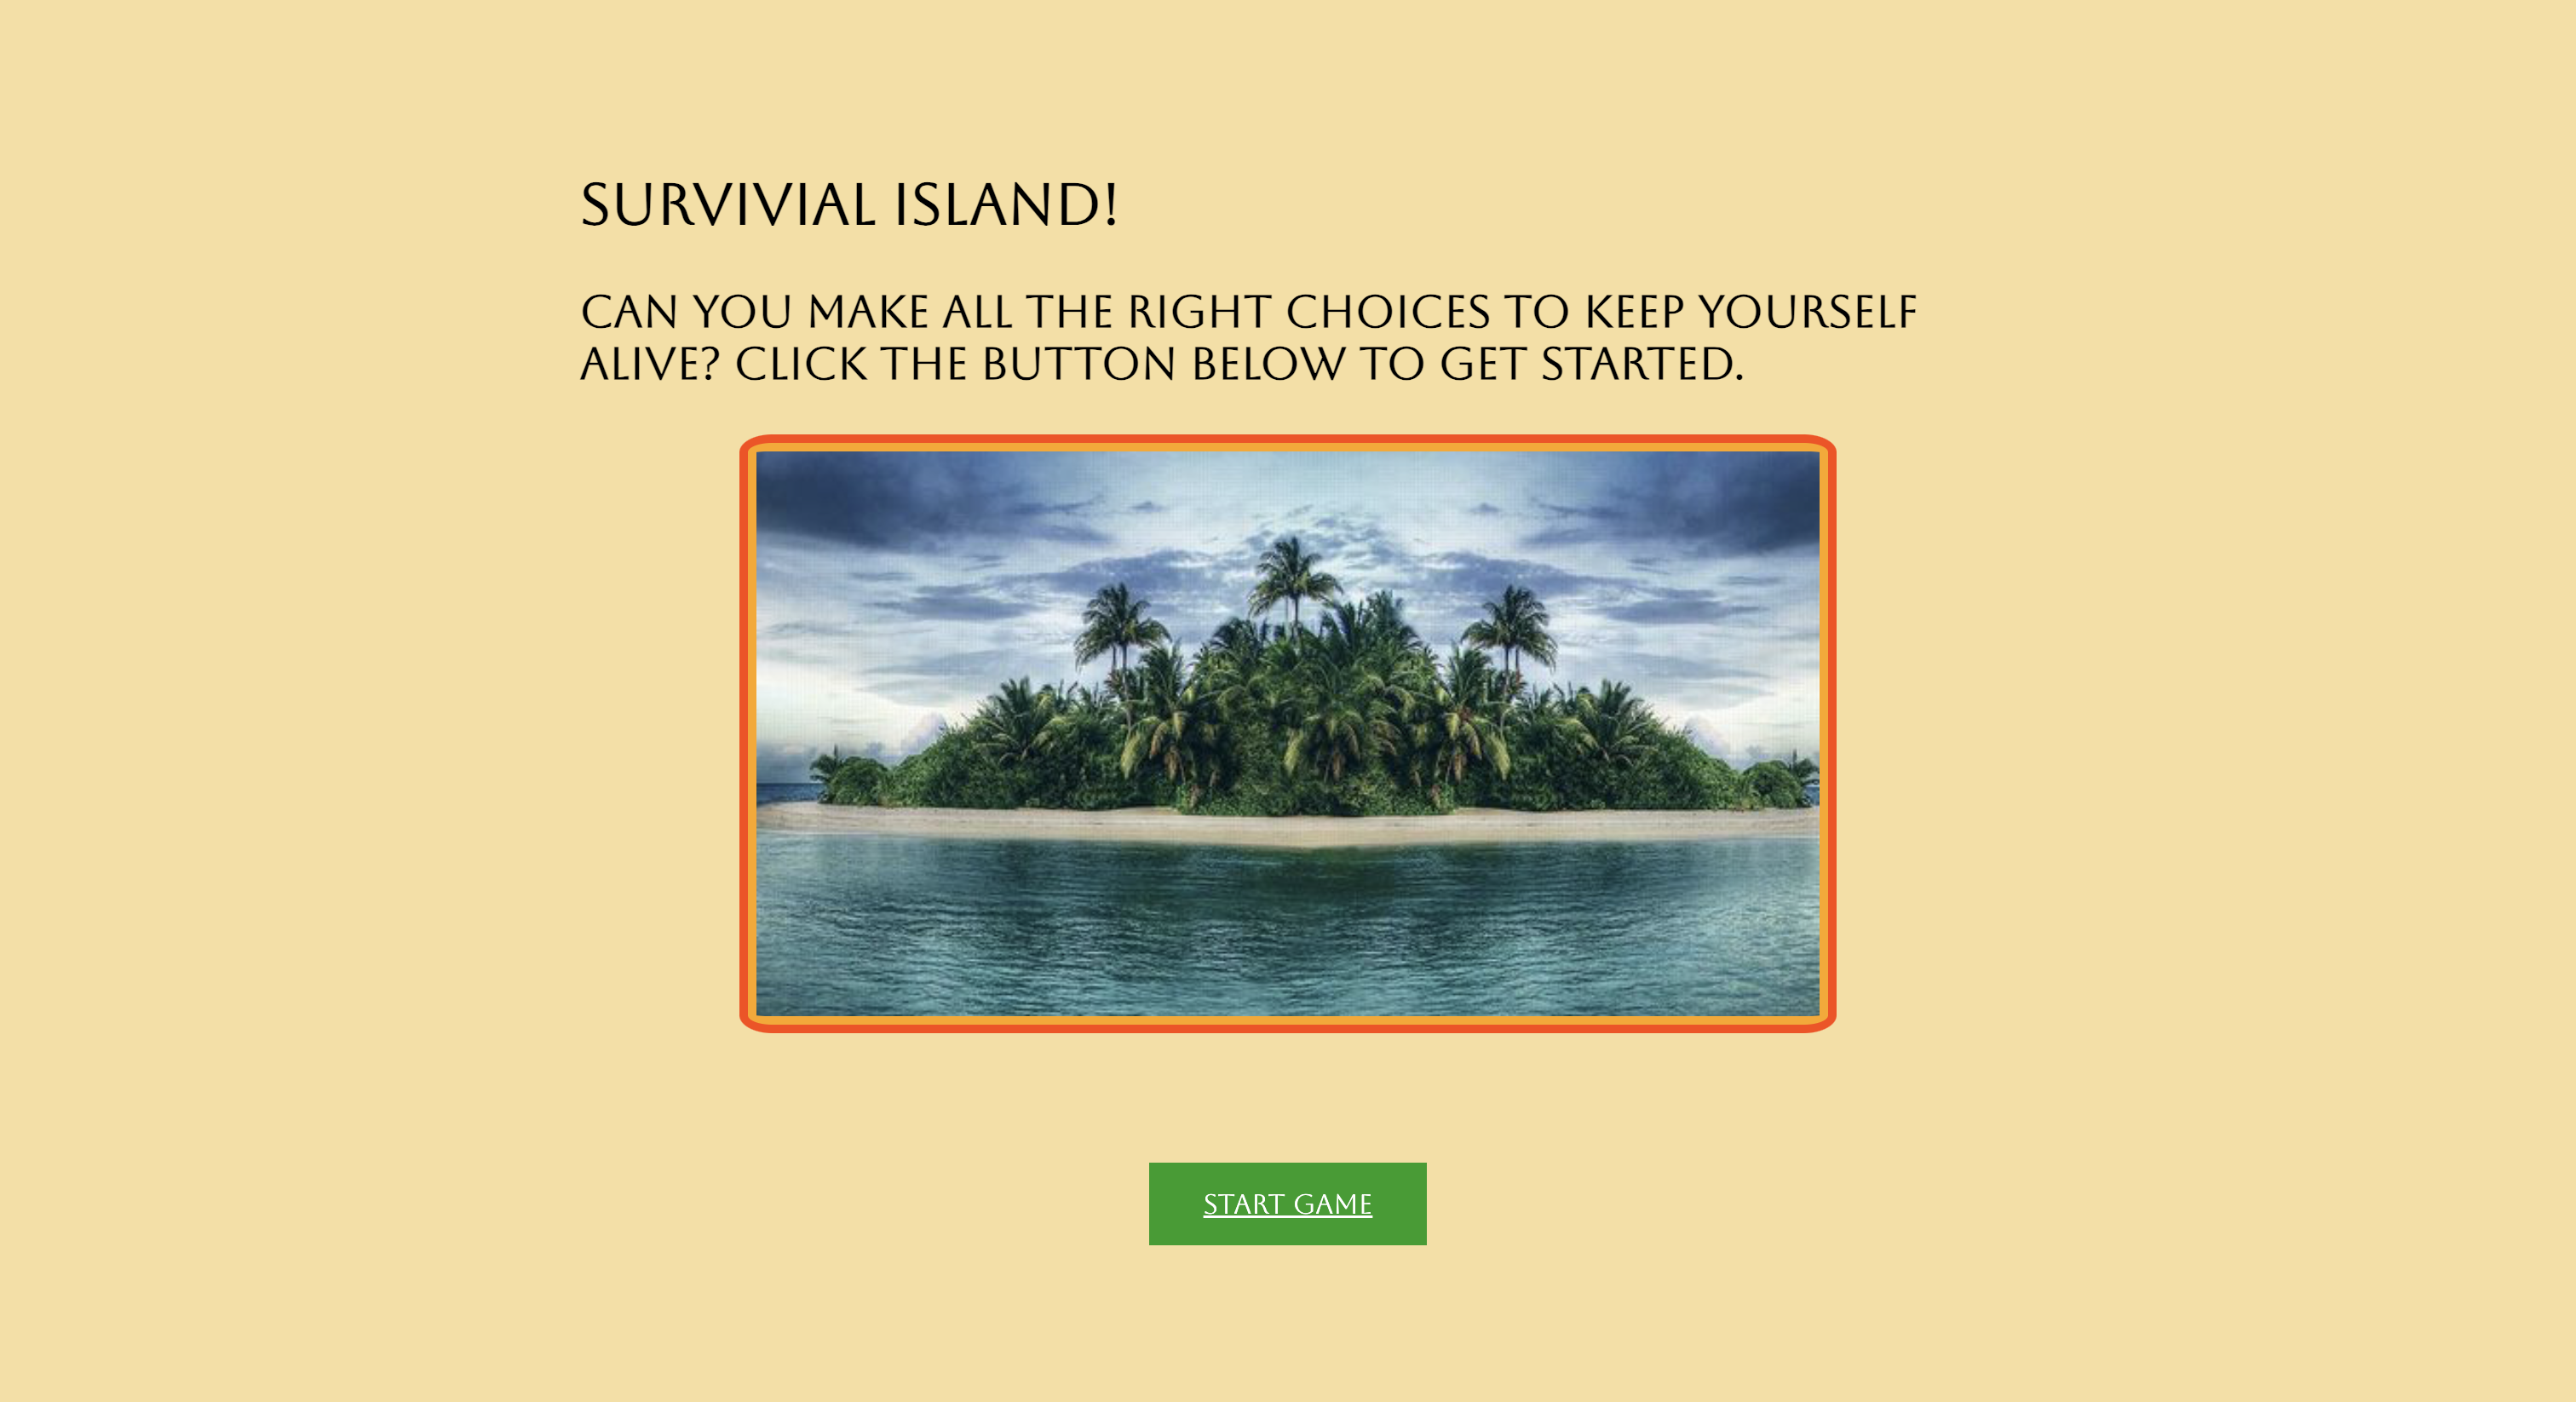 SURVIVIAL ISLAND!
CAN YOU MAKE ALL THE RIGHT CHOICES TO KEEP YOURSELF
ALIVE? CLICK THE BUTTON BELOW TO GET STARTED.
START GAME